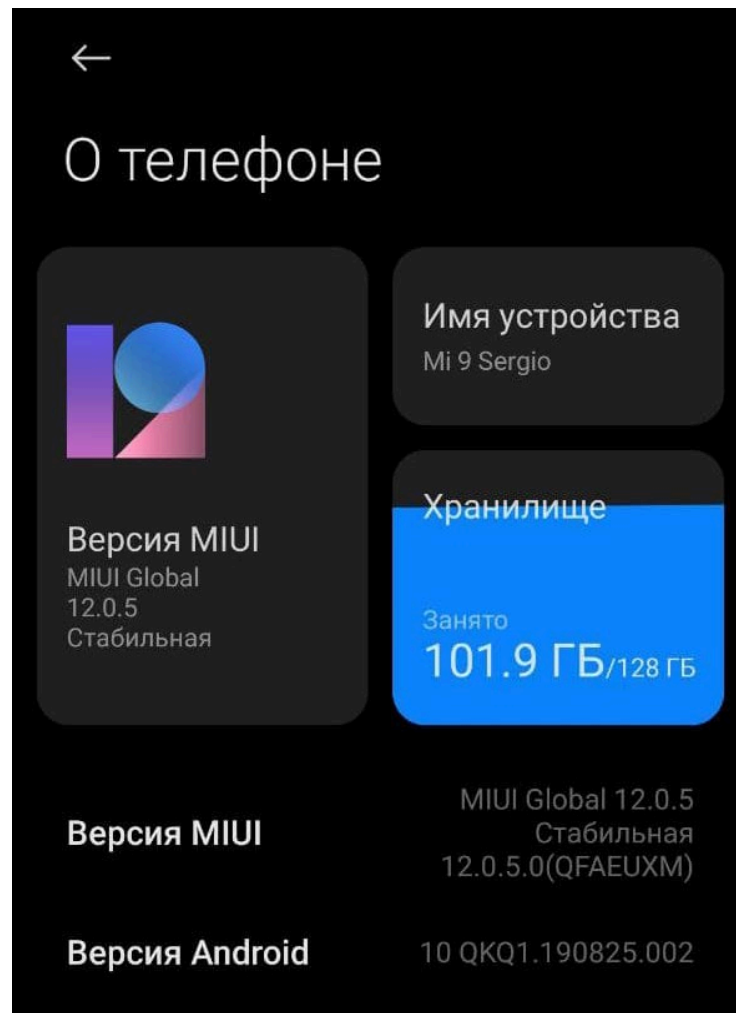 О телефоне
Имя устройства
Mi 9 Sergio
Версия MIUI
MIUI Global
12.0.5
Стабильная
Хранилище
Занято
101.9 ГБ/128 ГБ
Версия MIUI
MIUI Global 12.0.5
Стабильная
12.0.5.0(QFAEUXM)
Версия Android
10 QKQ1.190825.002